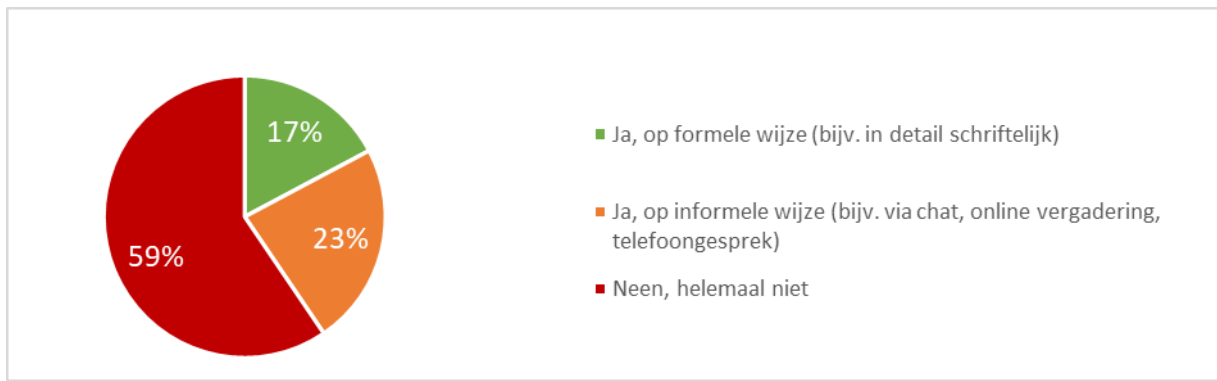 17%
23%
59%
Ja, op formele wijze (bijv. in detail schriftelijk)
Ja, op informele wijze (bijv. via chat, online vergadering,
telefoongesprek)
Neen, helemaal niet